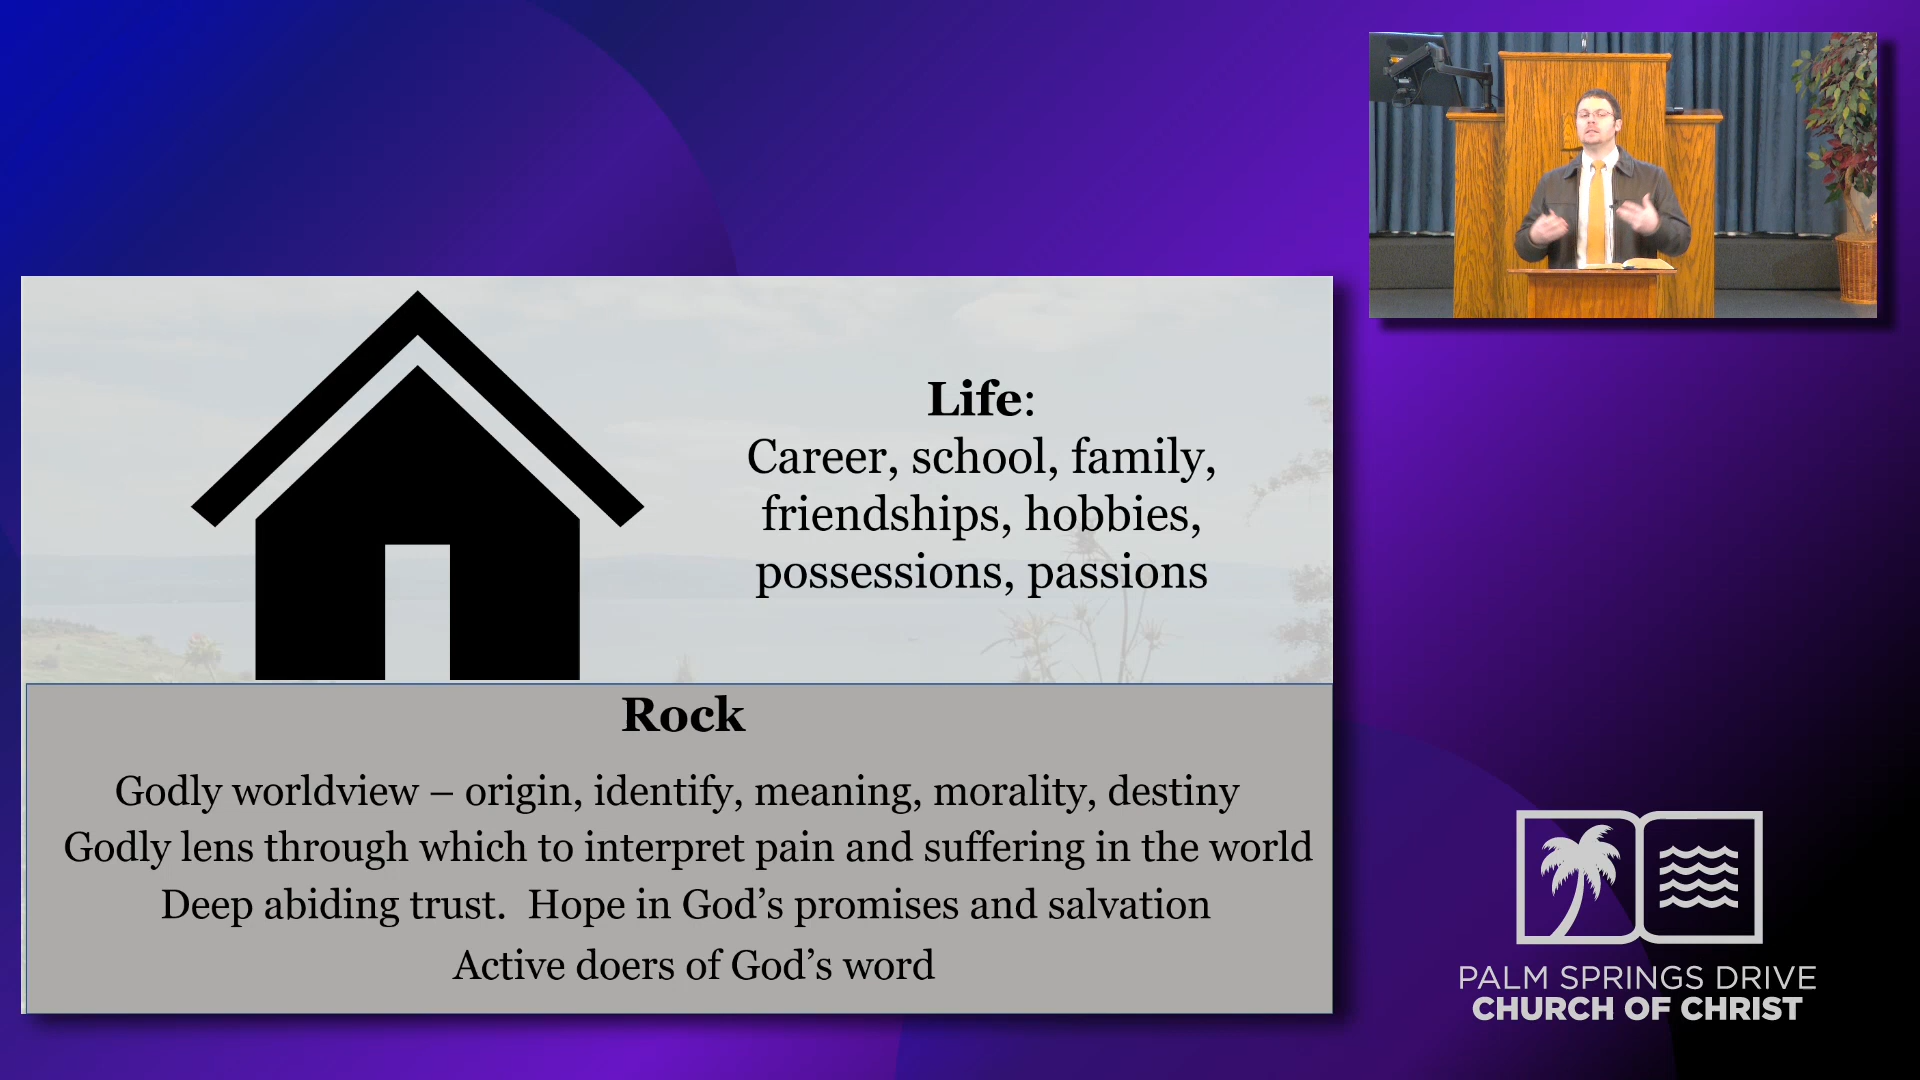 Life:
Career, school, family,
friendships, hobbies,
possessions, passions
Rock
Godly worldview – origin, identify, meaning, morality, destiny
Godly lens through which to interpret pain and suffering in the world
Deep abiding trust.  Hope in God’s promises and salvation
Active doers of God’s word
PALM SPRINGS DRIVE
CHURCH OF CHRIST